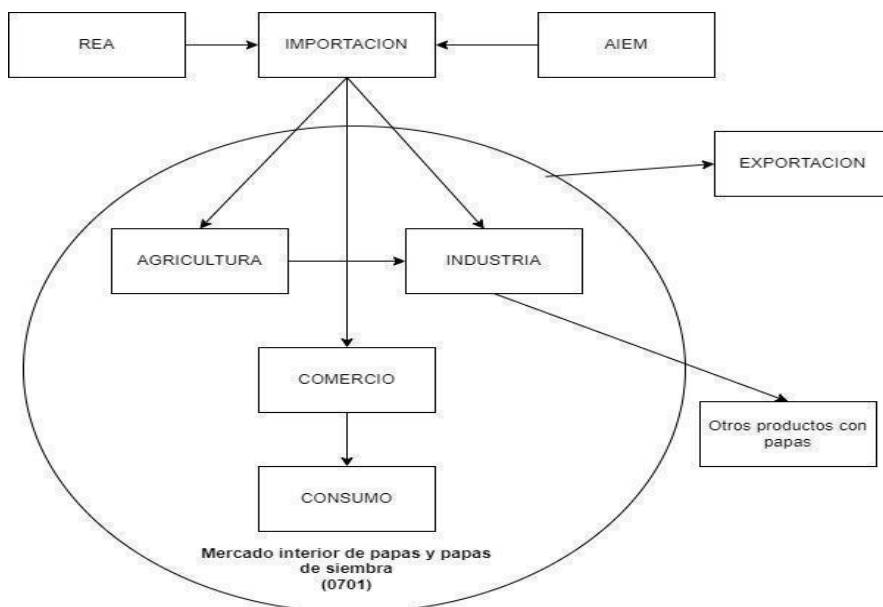 REA
IMPORTACION
AIEM
EXPORTACION
AGRICULTURA
INDUSTRIA
COMERCIO
Otros productos con
papas
CONSUMO
Mercado interior de papas y papas
de siembra
(0701)